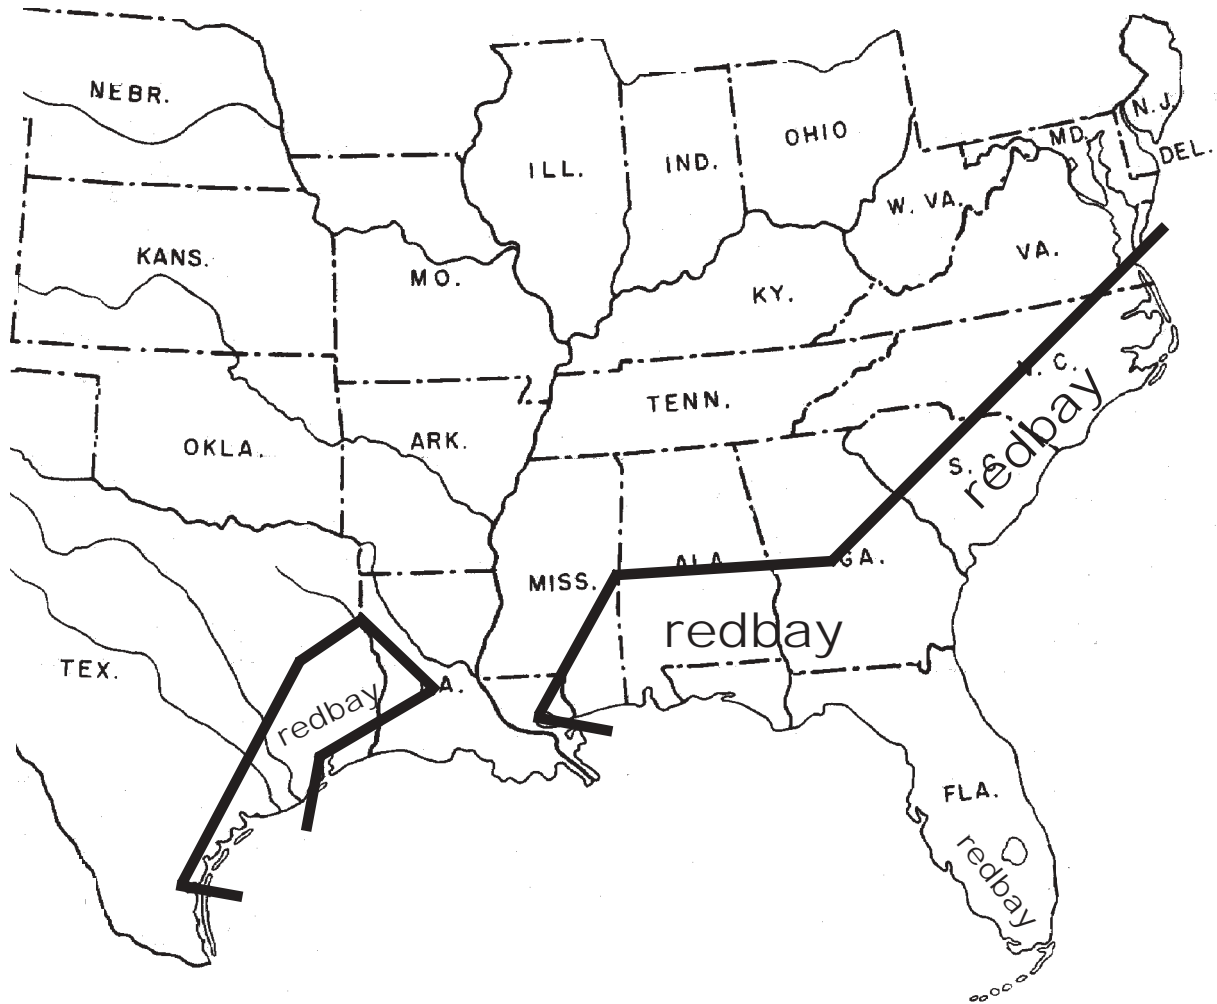 NEBR.
ILL.
IND.
OHIO
MD.
N.J.
DEL.
W. VA.
KANS.
MO.
KY.
VA.
TENN.
C.
redbay
OKLA.
ARK.
S.
MISS.
ALA
GA.
redbay
TEX.
A.
redbay
FLA.
redbay